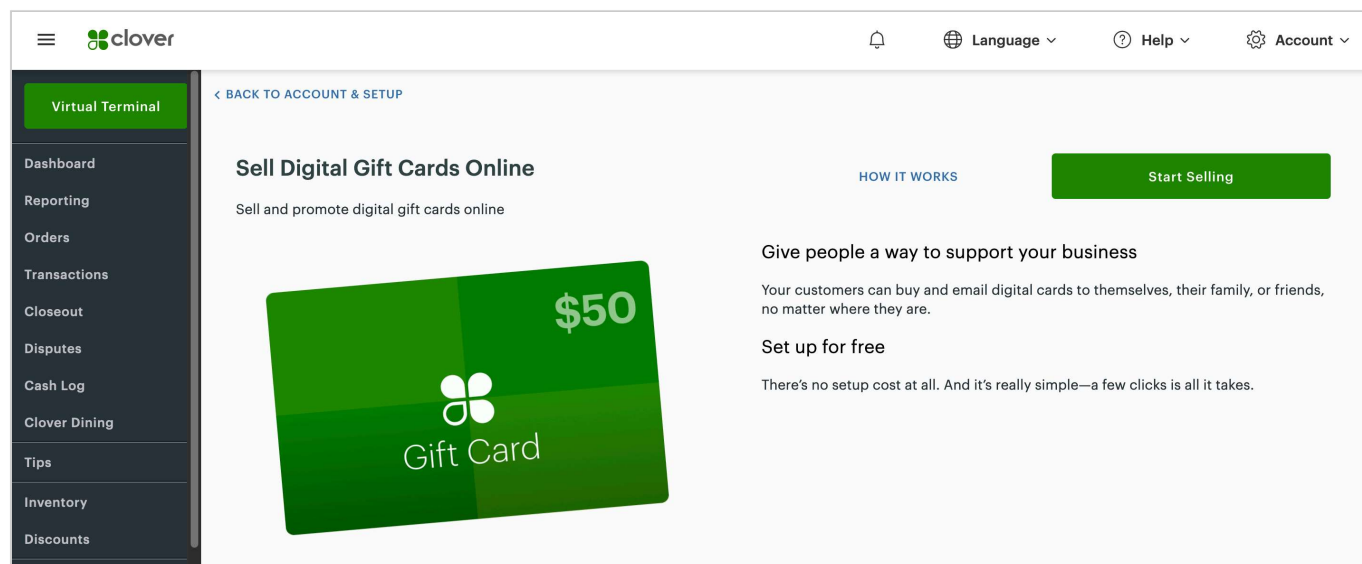 clover
Language
Help
Account
Virtual Terminal
Dashboard
Reporting
Orders
Transactions
Closeout
Disputes
Cash Log
Clover Dining
Tips
Inventory
Discounts
< BACK TO ACCOUNT & SETUP
Sell Digital Gift Cards Online
Sell and promote digital gift cards online
HOW IT WORKS
Start Selling
$50
Gift Card
Give people a way to support your business
Your customers can buy and email digital cards to themselves, their family, or friends,
no matter where they are.
Set up for free
There’s no setup cost at all. And it’s really simple—a few clicks is all it takes.